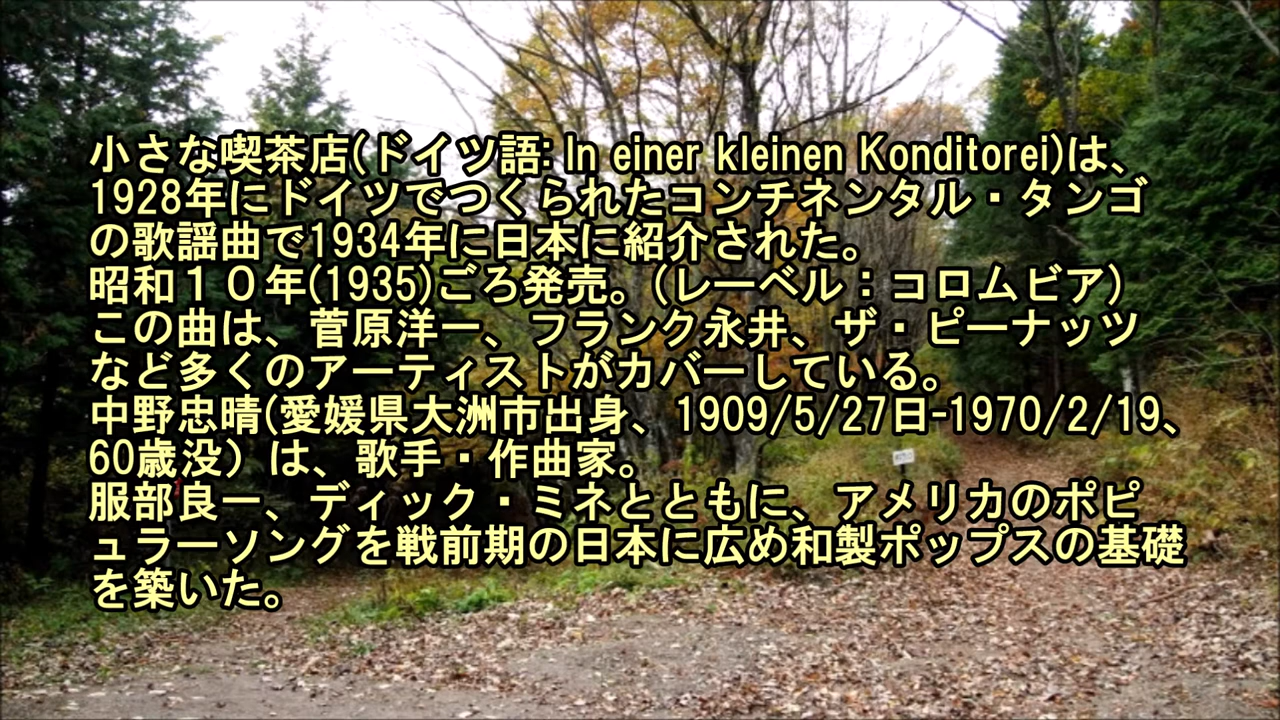 小さな喫茶店(ドイツ語: In einer kleinen Konditorei)は、
1928年にドイツでつくられたコンチネンタル・タンゴ
の歌謡曲で1934年に日本に紹介された。
昭和１０年(1935)ごろ発売。（レーベル：コロムビア）
この曲は、菅原洋一、フランク永井、ザ・ピーナッツ
など多くのアーティストがカバーしている。
中野忠晴(愛媛県大洲市出身、1909/5/27日-1970/2/19、
60歳没）は、歌手・作曲家。
服部良一、ディック・ミネとともに、アメリカのポピ
ュラーソングを戦前期の日本に広め和製ポップスの基礎
を築いた。